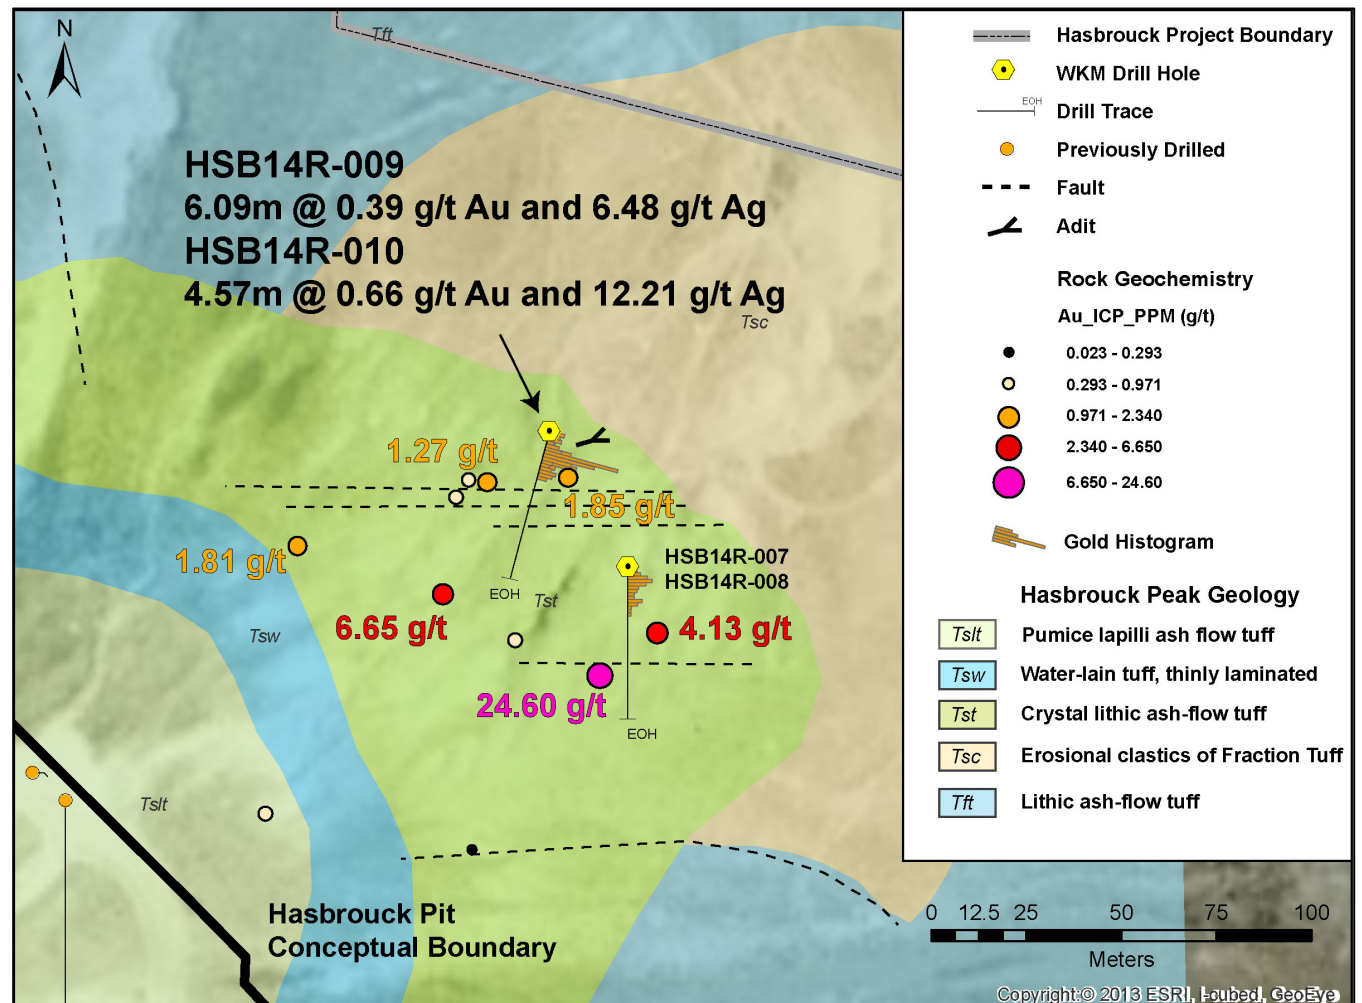 N
Tft
HSB14R-009
6.09m @ 0.39 g/t Au and 6.48 g/t Ag
HSB14R-010
4.57m @ 0.66 g/t Au and 12.21 g/t Ag
Tsc
1.27 g/t
1.85 g/t
1.81 g/t
HSB14R-007
HSB14R-008
EOH
Tst
6.65 g/t
4.13 g/t
Tsw
24.60 g/t
EOH
Tslt
Hasbrouck Pit
Conceptual Boundary
Hasbrouck Project Boundary
WKM Drill Hole
EOH
Drill Trace
Previously Drilled
Fault
Adit
Rock Geochemistry
Au_ICP_PPM (g/t)
0.023 - 0.293
0.293 - 0.971
0.971 - 2.340
2.340 - 6.650
6.650 - 24.60
Gold Histogram
Hasbrouck Peak Geology
Tslt Pumice lapilli ash flow tuff
Tsw Water-lain tuff, thinly laminated
Tst Crystal lithic ash-flow tuff
Tsc Erosional clastics of Fraction Tuff
Tft Lithic ash-flow tuff
0 12.5 25 50 75 100
Meters
Copyright:© 2013 ESRI, i-cubed, GeoEye